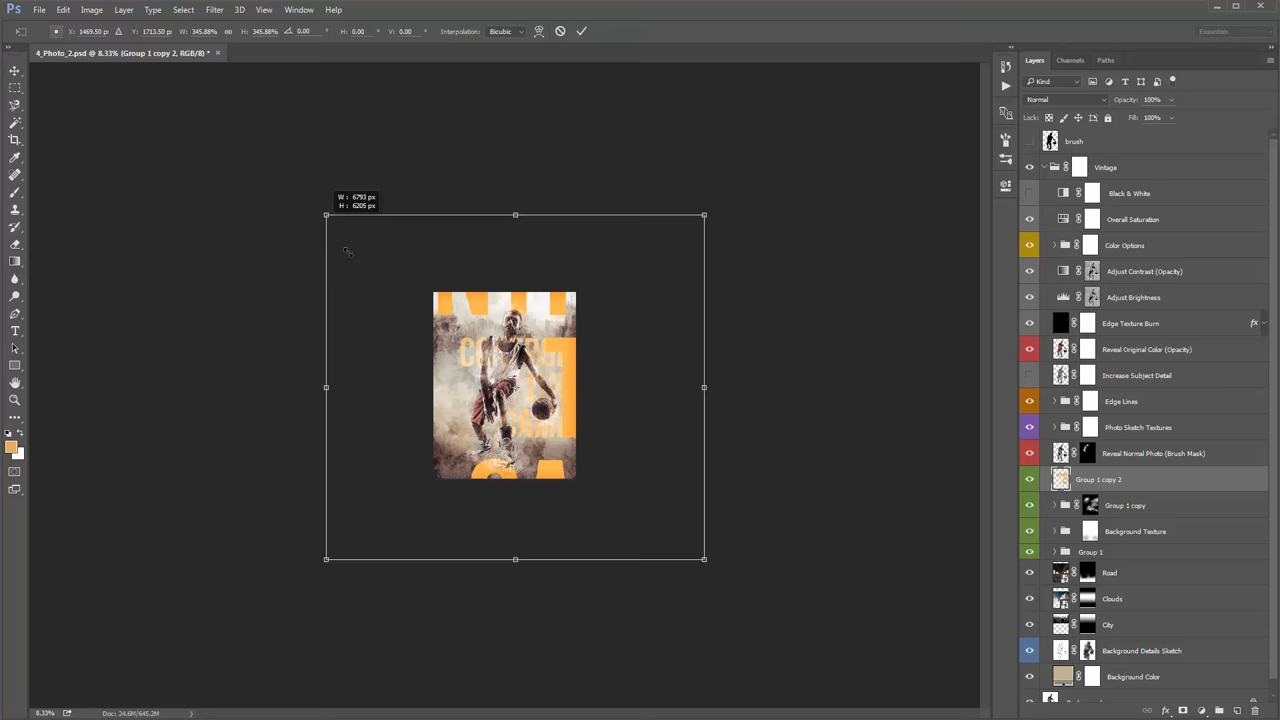 Ps File Edit Image Layer Type Select Filter 3D View Window Help
X: 1469.50 px Y: 1713.50 px W: 345.88% H: 345.88% 0.00 ° H: 0.00 ° V: 0.00 ° Interpolation: Bicubic Essentials
4_Photo_2.psd @ 8.33% (Group 1 copy 2, RGB/8) * ×
Layers Channels Paths
Kind
Normal Opacity: 100%
Lock: Fill: 100%
brush
Vintage
Black & White
W : 6793 px
H : 6205 px
Overall Saturation
Color Options
Adjust Contrast (Opacity)
Adjust Brightness
Edge Texture Burn fx
Reveal Original Color (Opacity)
Increase Subject Detail
Edge Lines
Photo Sketch Textures
Reveal Normal Photo (Brush Mask)
Group 1 copy 2
Group 1 copy
Background Texture
Group 1
Road
Clouds
City
Background Details Sketch
Background Color
8.33% Doc: 24.6M/645.2M